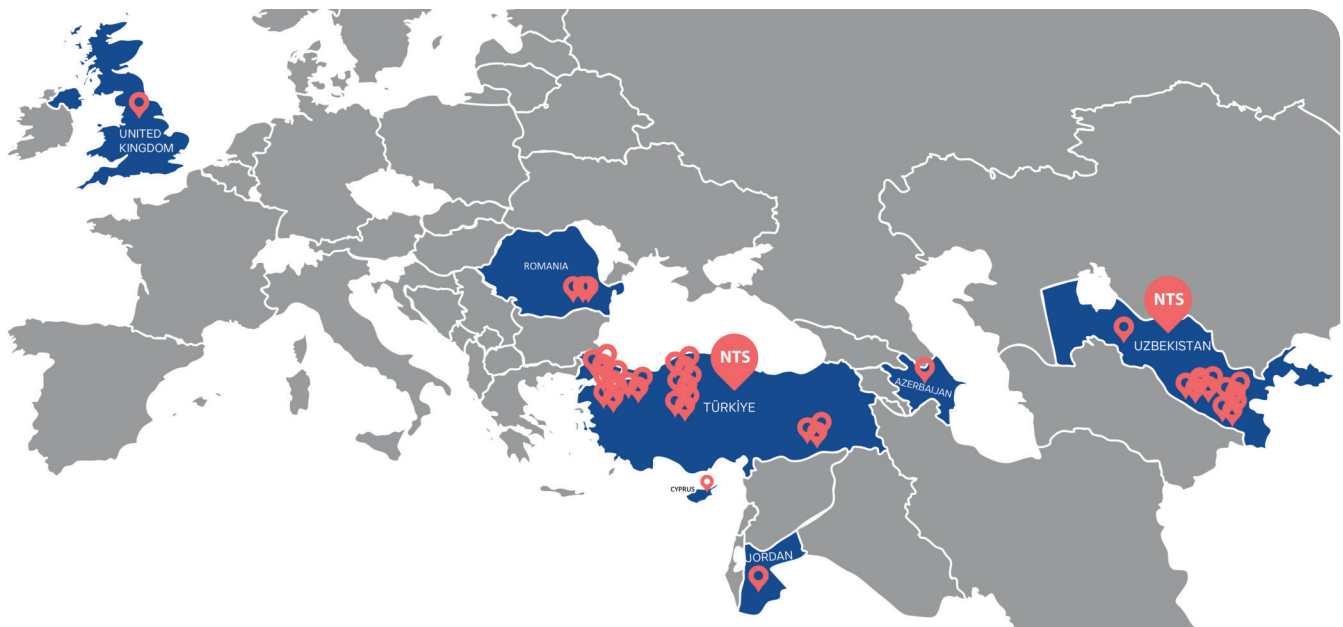 UNITED
KINGDOM
ROMANIA
NTS
UZBEKISTAN
NTS
TÜRKİYE
AZERBAIJAN
CYPRUS
JORDAN